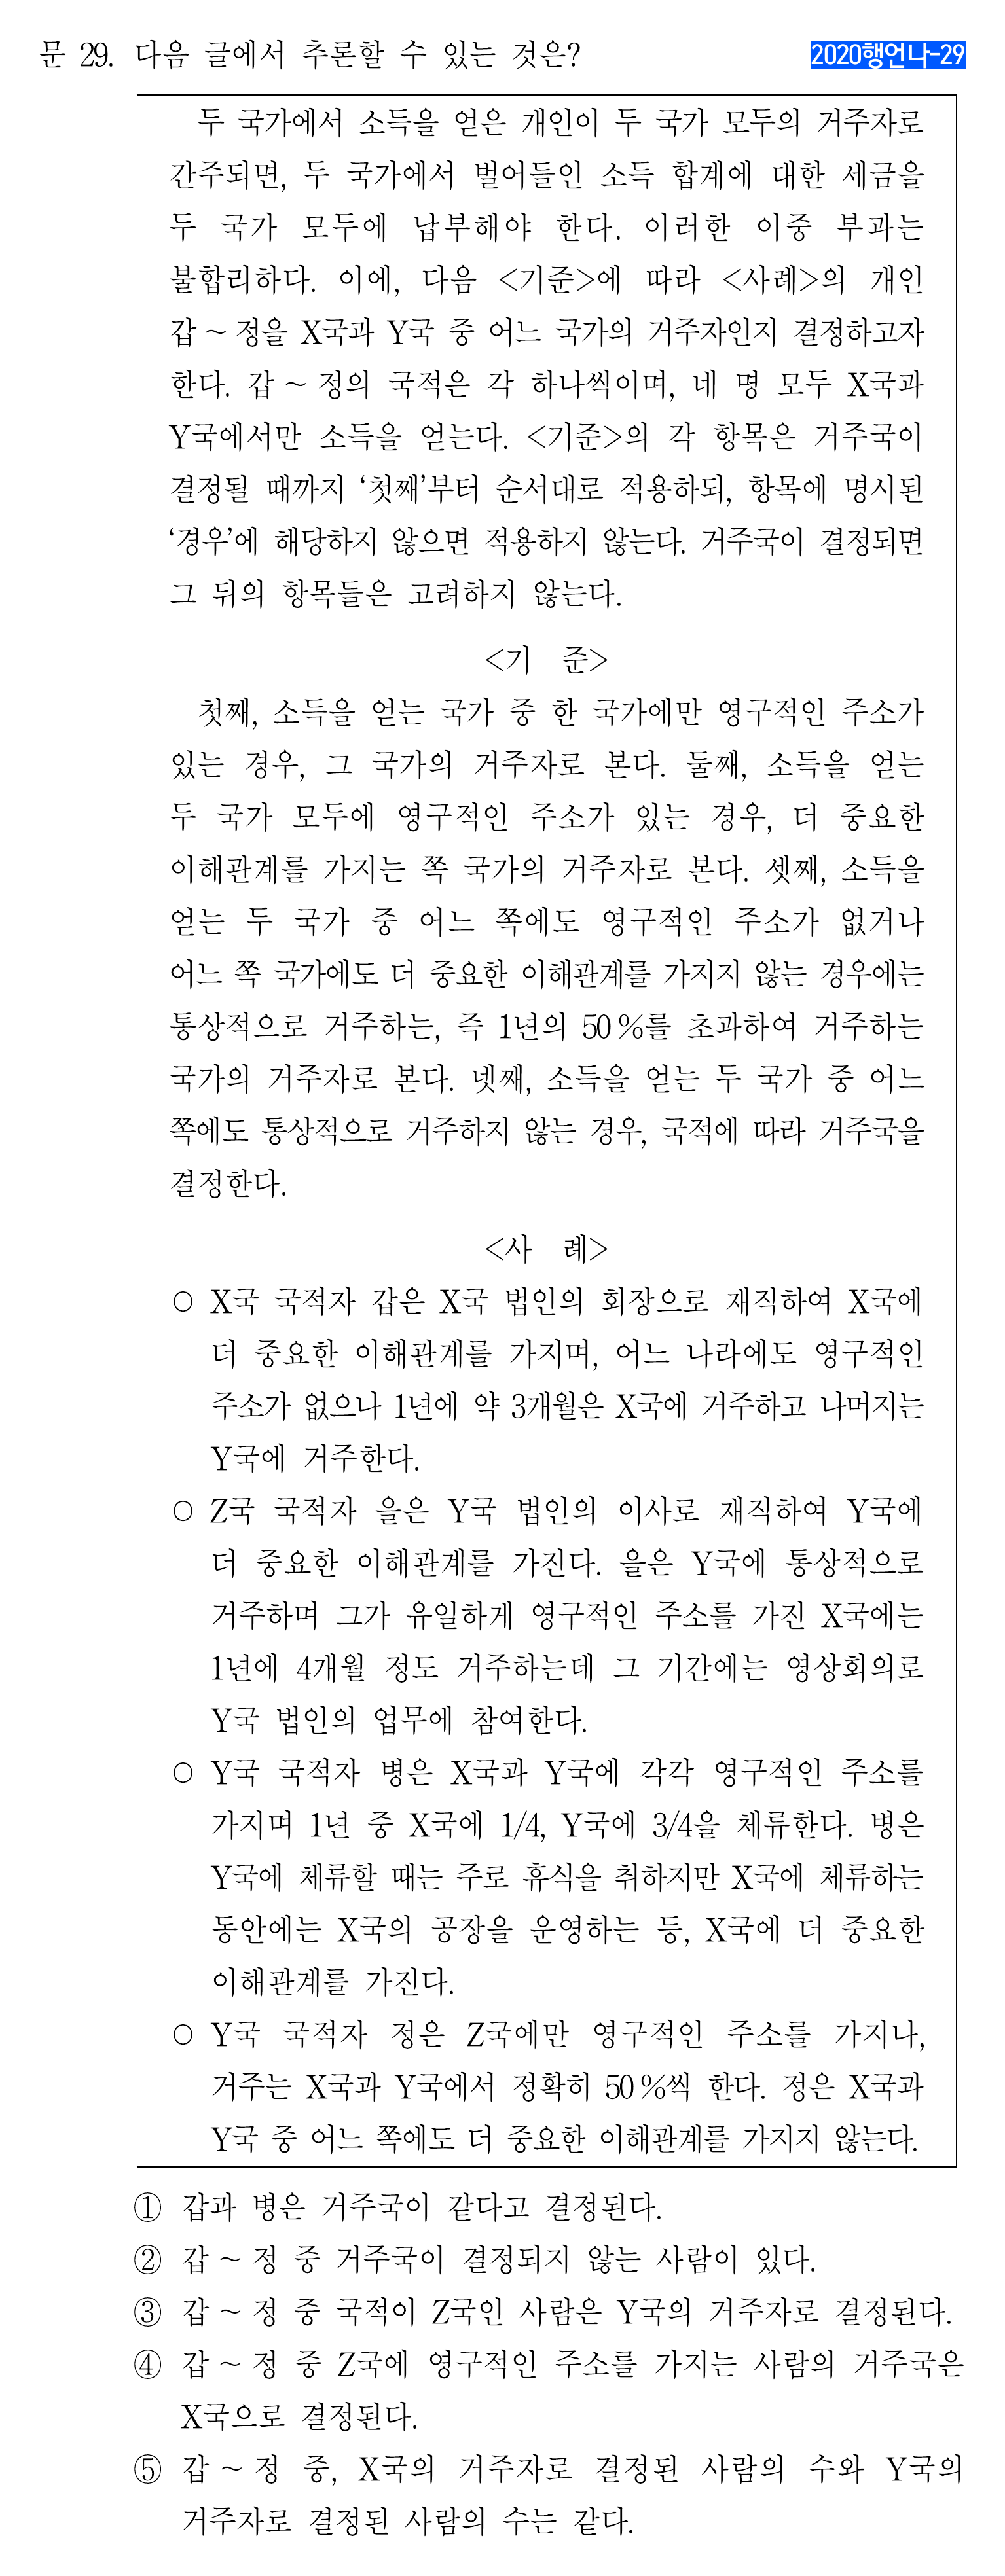 문 29. 다음 글에서 추론할 수 있는 것은?
2020행언나-29
두 국가에서 소득을 얻은 개인이 두 국가 모두의 거주자로
간주되면, 두 국가에서 벌어들인 소득 합계에 대한 세금을
두 국가 모두에 납부해야 한다. 이러한 이중 부과는
불합리하다. 이에, 다음 <기준>에 따라 <사례>의 개인
갑 ~ 정을 X국과 Y국 중 어느 국가의 거주자인지 결정하고자
한다. 갑 ~ 정의 국적은 각 하나씩이며, 네 명 모두 X국과
Y국에서만 소득을 얻는다. <기준>의 각 항목은 거주국이
결정될 때까지 ‘첫째’부터 순서대로 적용하되, 항목에 명시된
‘경우’에 해당하지 않으면 적용하지 않는다. 거주국이 결정되면
그 뒤의 항목들은 고려하지 않는다.
<기 준>
첫째, 소득을 얻는 국가 중 한 국가에만 영구적인 주소가
있는 경우, 그 국가의 거주자로 본다. 둘째, 소득을 얻는
두 국가 모두에 영구적인 주소가 있는 경우, 더 중요한
이해관계를 가지는 쪽 국가의 거주자로 본다. 셋째, 소득을
얻는 두 국가 중 어느 쪽에도 영구적인 주소가 없거나
어느 쪽 국가에도 더 중요한 이해관계를 가지지 않는 경우에는
통상적으로 거주하는, 즉 1년의 50 %를 초과하여 거주하는
국가의 거주자로 본다. 넷째, 소득을 얻는 두 국가 중 어느
쪽에도 통상적으로 거주하지 않는 경우, 국적에 따라 거주국을
결정한다.
<사 례>
○ X국 국적자 갑은 X국 법인의 회장으로 재직하여 X국에
더 중요한 이해관계를 가지며, 어느 나라에도 영구적인
주소가 없으나 1년에 약 3개월은 X국에 거주하고 나머지는
Y국에 거주한다.
○ Z국 국적자 을은 Y국 법인의 이사로 재직하여 Y국에
더 중요한 이해관계를 가진다. 을은 Y국에 통상적으로
거주하며 그가 유일하게 영구적인 주소를 가진 X국에는
1년에 4개월 정도 거주하는데 그 기간에는 영상회의로
Y국 법인의 업무에 참여한다.
○ Y국 국적자 병은 X국과 Y국에 각각 영구적인 주소를
가지며 1년 중 X국에 1/4, Y국에 3/4을 체류한다. 병은
Y국에 체류할 때는 주로 휴식을 취하지만 X국에 체류하는
동안에는 X국의 공장을 운영하는 등, X국에 더 중요한
이해관계를 가진다.
○ Y국 국적자 정은 Z국에만 영구적인 주소를 가지나,
거주는 X국과 Y국에서 정확히 50 %씩 한다. 정은 X국과
Y국 중 어느 쪽에도 더 중요한 이해관계를 가지지 않는다.
① 갑과 병은 거주국이 같다고 결정된다.
② 갑 ~ 정 중 거주국이 결정되지 않는 사람이 있다.
③ 갑 ~ 정 중 국적이 Z국인 사람은 Y국의 거주자로 결정된다.
④ 갑 ~ 정 중 Z국에 영구적인 주소를 가지는 사람의 거주국은
X국으로 결정된다.
⑤ 갑 ~ 정 중, X국의 거주자로 결정된 사람의 수와 Y국의
거주자로 결정된 사람의 수는 같다.